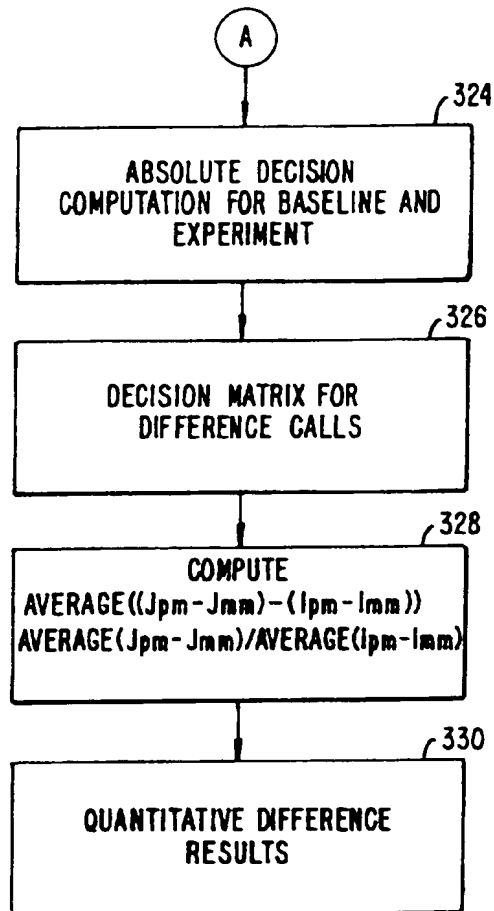 A
324
ABSOLUTE DECISION
COMPUTATION FOR BASELINE AND
EXPERIMENT
326
DECISION MATRIX FOR
DIFFERENCE CALLS
328
COMPUTE
AVERAGE((Jpm-Jmm)-(Ipm-Imm))
AVERAGE(Jpm-Jmm)/AVERAGE(Ipm-Imm)
330
QUANTITATIVE DIFFERENCE
RESULTS